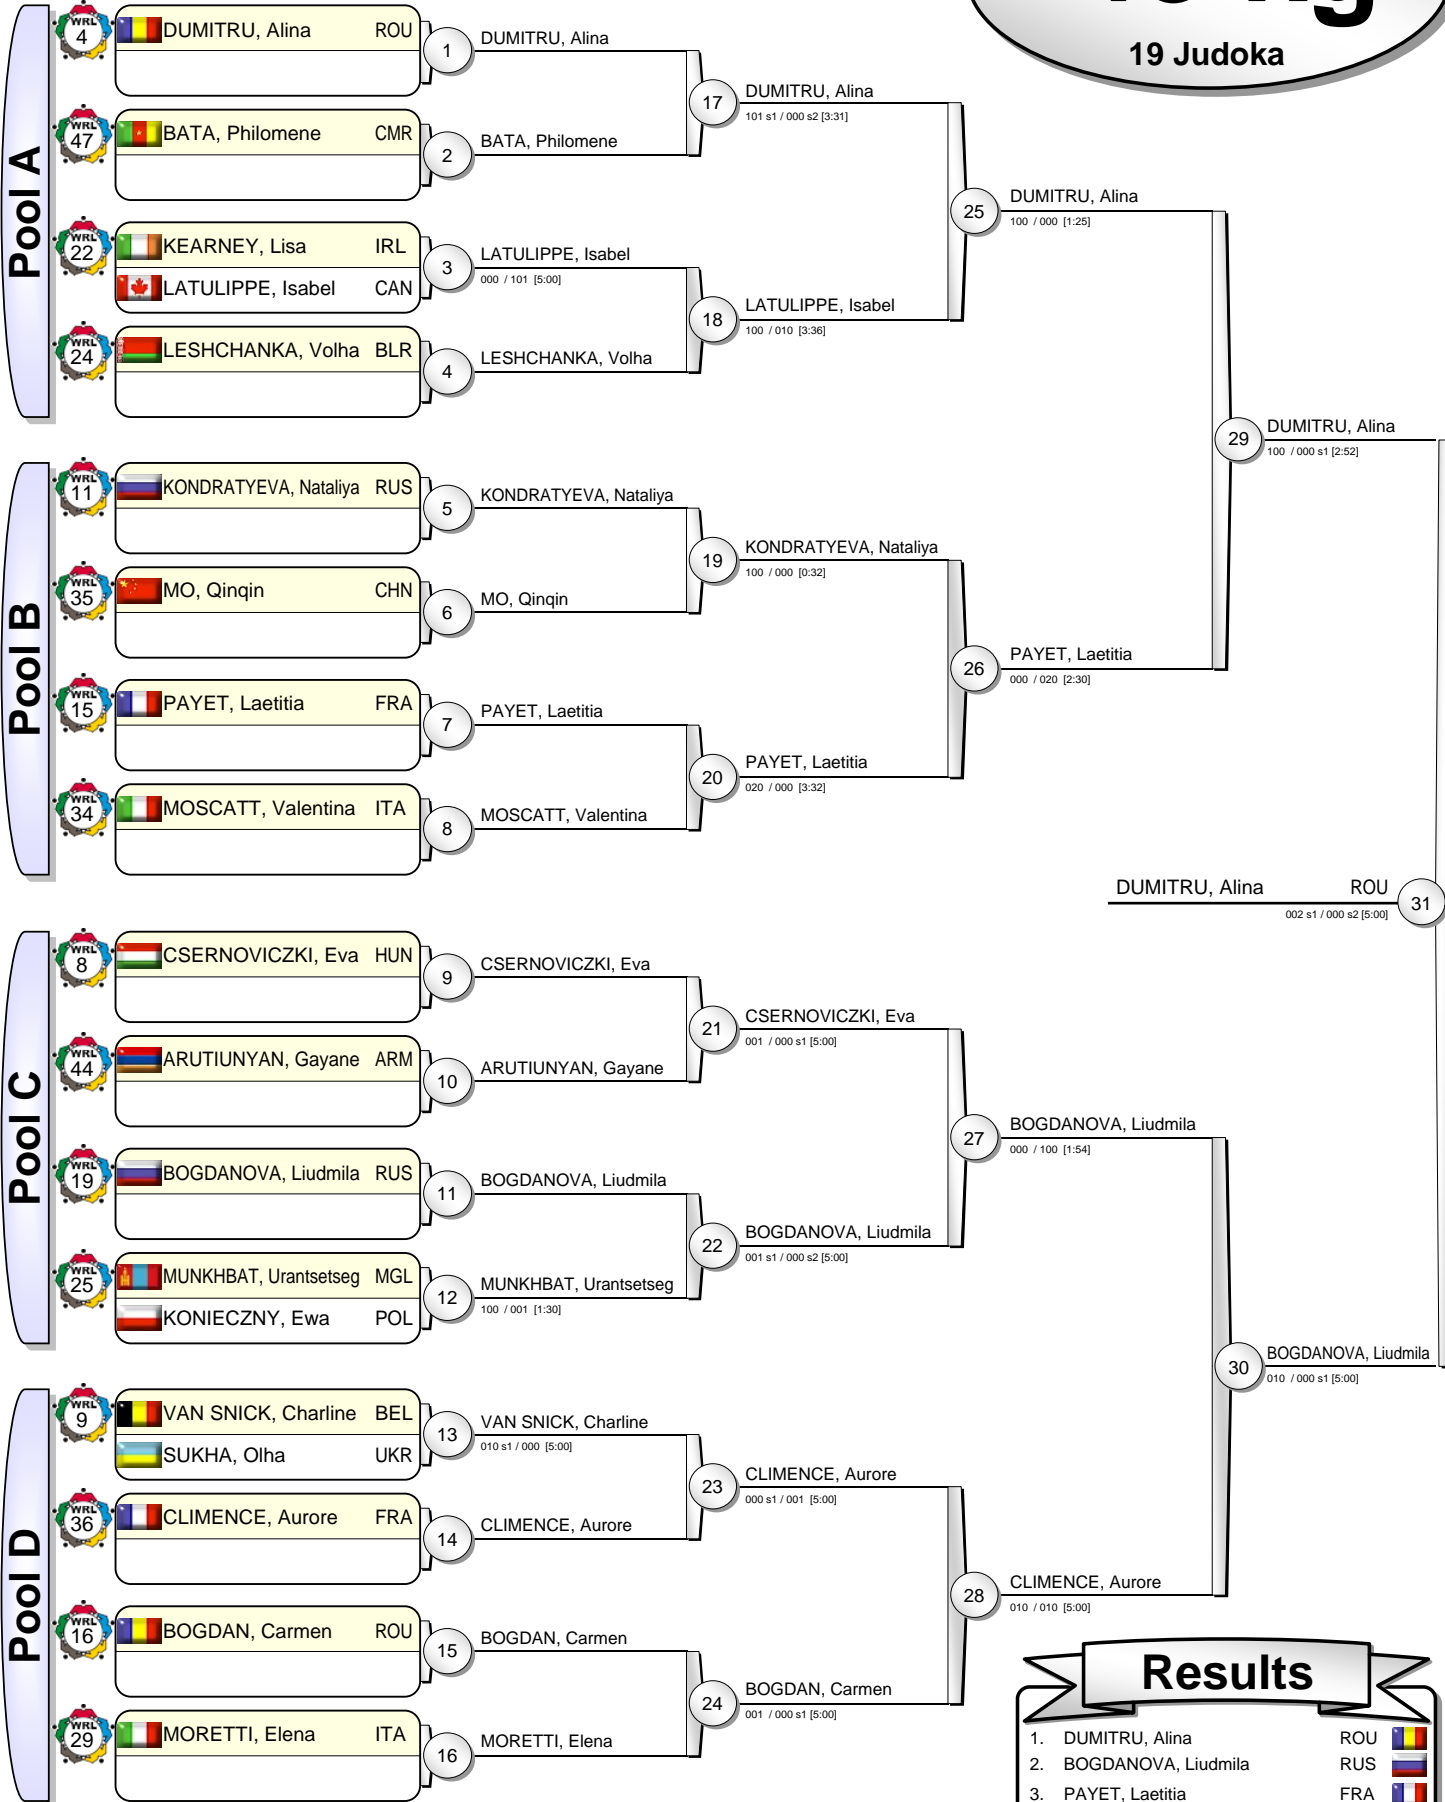 19 Judoka
Pool A
WRL
4
DUMITRU, Alina ROU
WRL
47
BATA, Philomene CMR
WRL
22
KEARNEY, Lisa IRL
LATULIPPE, Isabel CAN
WRL
24
LESHCHANKA, Volha BLR
1
DUMITRU, Alina
2
BATA, Philomene
3
LATULIPPE, Isabel
000 / 101 [5:00]
4
LESHCHANKA, Volha
17
DUMITRU, Alina
101 s1 / 000 s2 [3:31]
18
LATULIPPE, Isabel
100 / 010 [3:36]
25
DUMITRU, Alina
100 / 000 [1:25]
Pool B
WRL
11
KONDRATYEVA, Nataliya RUS
WRL
35
MO, Qinqin CHN
WRL
15
PAYET, Laetitia FRA
WRL
34
MOSCATT, Valentina ITA
5
KONDRATYEVA, Nataliya
6
MO, Qinqin
7
PAYET, Laetitia
8
MOSCATT, Valentina
19
KONDRATYEVA, Nataliya
100 / 000 [0:32]
20
PAYET, Laetitia
020 / 000 [3:32]
26
PAYET, Laetitia
000 / 020 [2:30]
29
DUMITRU, Alina
100 / 000 s1 [2:52]
DUMITRU, Alina ROU
002 s1 / 000 s2 [5:00]
31
Pool C
WRL
8
CSERNOVICZKI, Eva HUN
WRL
44
ARUTIUNYAN, Gayane ARM
WRL
19
BOGDANOVA, Liudmila RUS
WRL
25
MUNKHBAT, Urantsetseg MGL
KONIECZNY, Ewa POL
9
CSERNOVICZKI, Eva
10
ARUTIUNYAN, Gayane
11
BOGDANOVA, Liudmila
12
MUNKHBAT, Urantsetseg
100 / 001 [1:30]
21
CSERNOVICZKI, Eva
001 / 000 s1 [5:00]
22
BOGDANOVA, Liudmila
001 s1 / 000 s2 [5:00]
27
BOGDANOVA, Liudmila
000 / 100 [1:54]
Pool D
WRL
9
VAN SNICK, Charline BEL
SUKHA, Olha UKR
WRL
36
CLIMENCE, Aurore FRA
WRL
16
BOGDAN, Carmen ROU
WRL
29
MORETTI, Elena ITA
13
VAN SNICK, Charline
010 s1 / 000 [5:00]
14
CLIMENCE, Aurore
15
BOGDAN, Carmen
16
MORETTI, Elena
23
CLIMENCE, Aurore
000 s1 / 001 [5:00]
24
BOGDAN, Carmen
001 / 000 s1 [5:00]
28
CLIMENCE, Aurore
010 / 010 [5:00]
30
BOGDANOVA, Liudmila
010 / 000 s1 [5:00]
Results
1. DUMITRU, Alina ROU
2. BOGDANOVA, Liudmila RUS
3. PAYET, Laetitia FRA